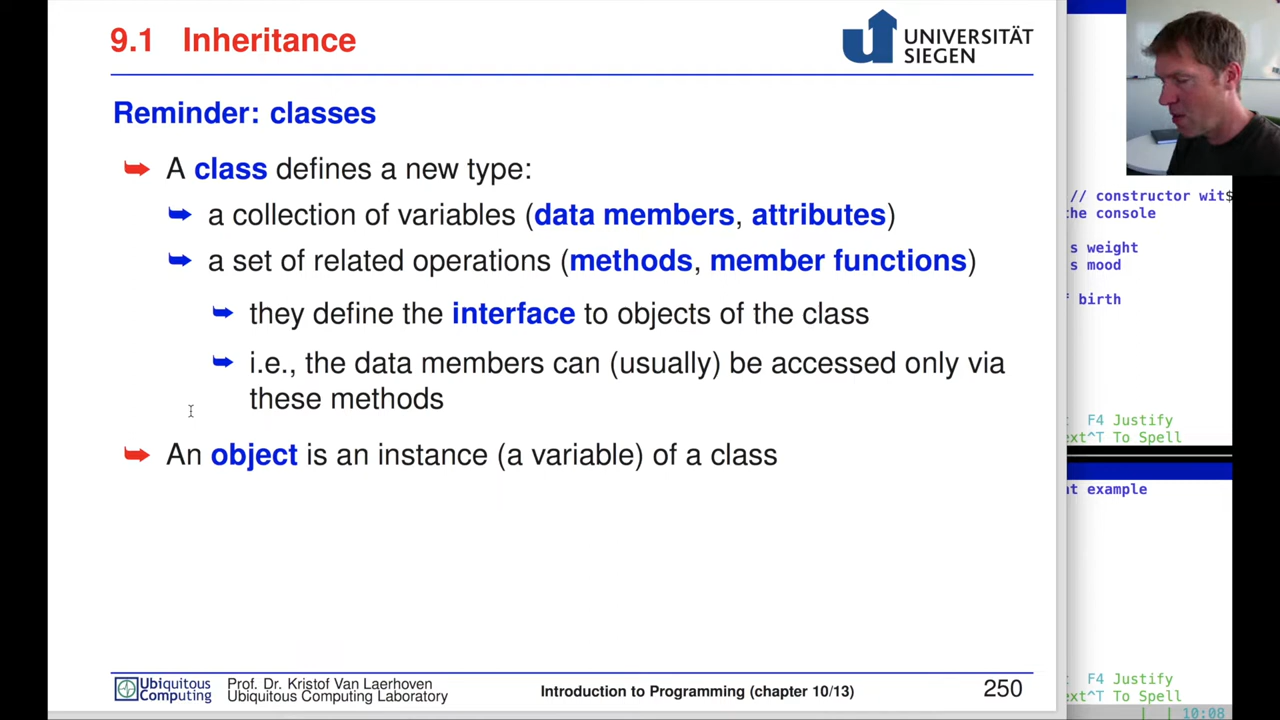 9.1 Inheritance
UNIVERSITÄT
SIEGEN
Reminder: classes
A class defines a new type:
a collection of variables (data members, attributes)
a set of related operations (methods, member functions)
they define the interface to objects of the class
i.e., the data members can (usually) be accessed only via
these methods
An object is an instance (a variable) of a class
Ubiquitous
Computing
Prof. Dr. Kristof Van Laerhoven
Ubiquitous Computing Laboratory
Introduction to Programming (chapter 10/13)
250
// constructor wit$
the console
s weight
s mood
f birth
F4 Justify
ext^T To Spell
nt example
F4 Justify
ext^T To Spell
| | 10:08